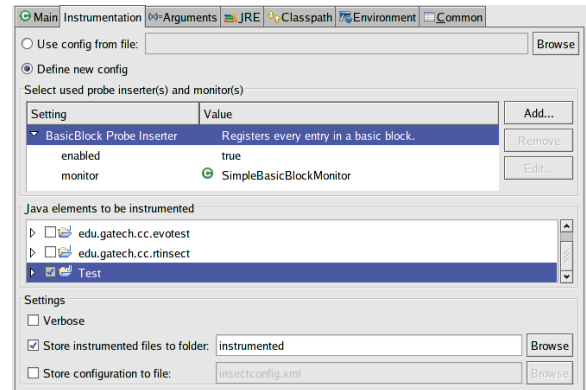 Main Instrumentation (x)=Arguments JRE Classpath Environment Common
Use config from file: Browse
Define new config
Select used probe inserter(s) and monitor(s)
Setting Value Add...
BasicBlock Probe Inserter Registers every entry in a basic block. Remove
enabled true Edit...
monitor SimpleBasicBlockMonitor
Java elements to be instrumented
edu.gatech.cc.evotest
edu.gatech.cc.rtinsect
Test
Settings
Verbose
Store instrumented files to folder: instrumented Browse
Store configuration to file: insectconfig.xml Browse